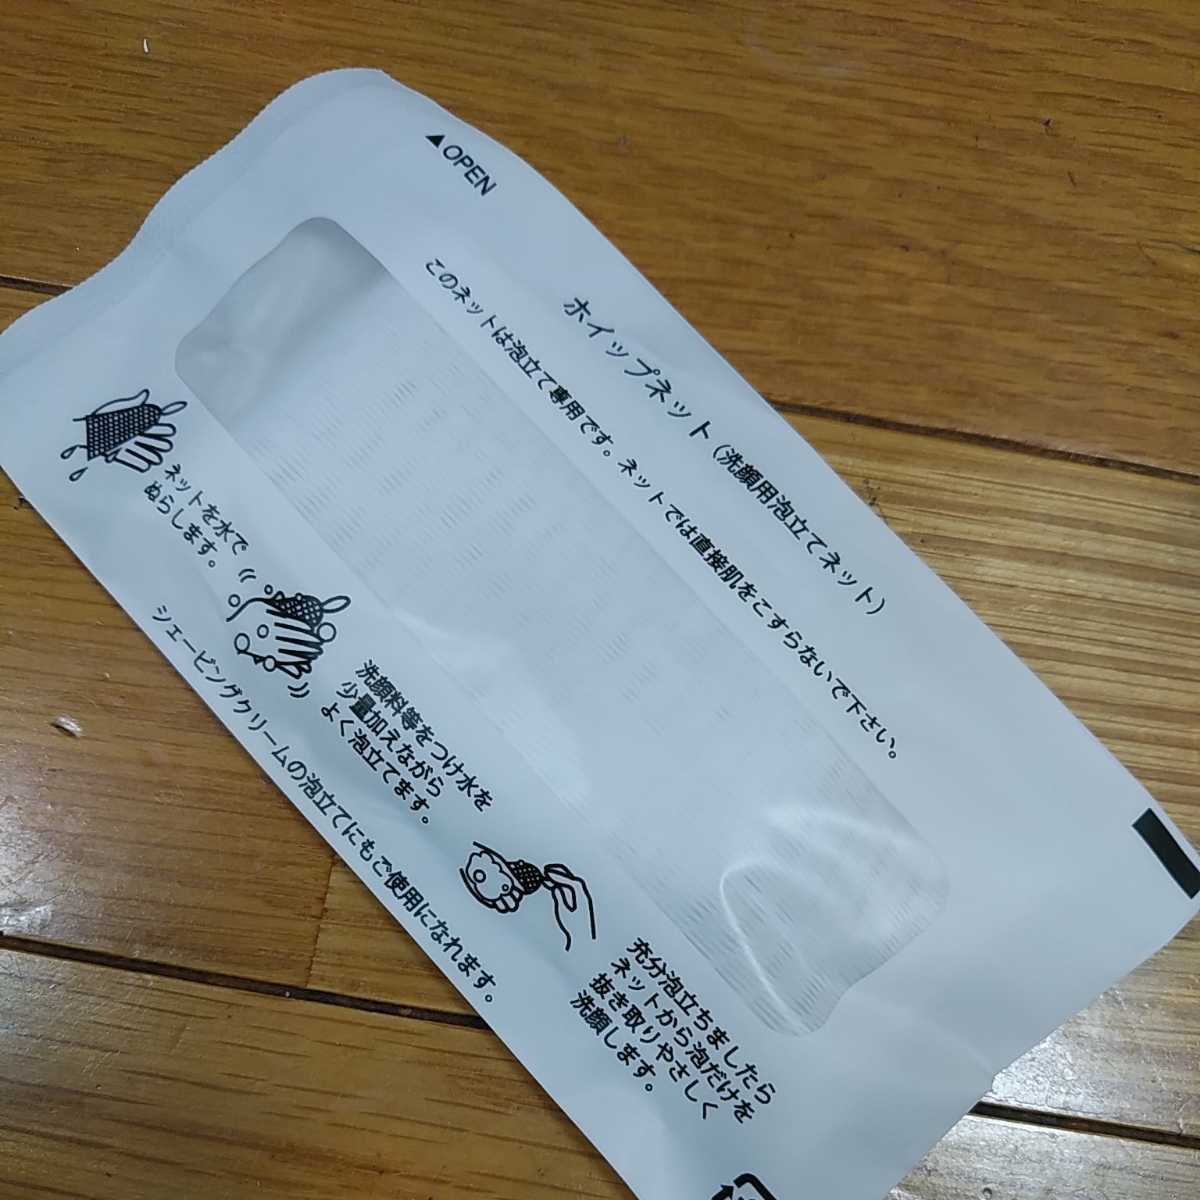 ▲OPEN
ホイップネット（洗顔用泡立てネット）
このネットは泡立て専用です。ネットでは直接肌をこすらないで下さい。
ネットを水で
ぬらします。
洗顔料等をつけ水を
少量加えながら
よく泡立てます。
充分泡立ちましたら
ネットから泡だけを
抜き取りやさしく
洗顔します。
シェービングクリームの泡立てにもご使用になれます。